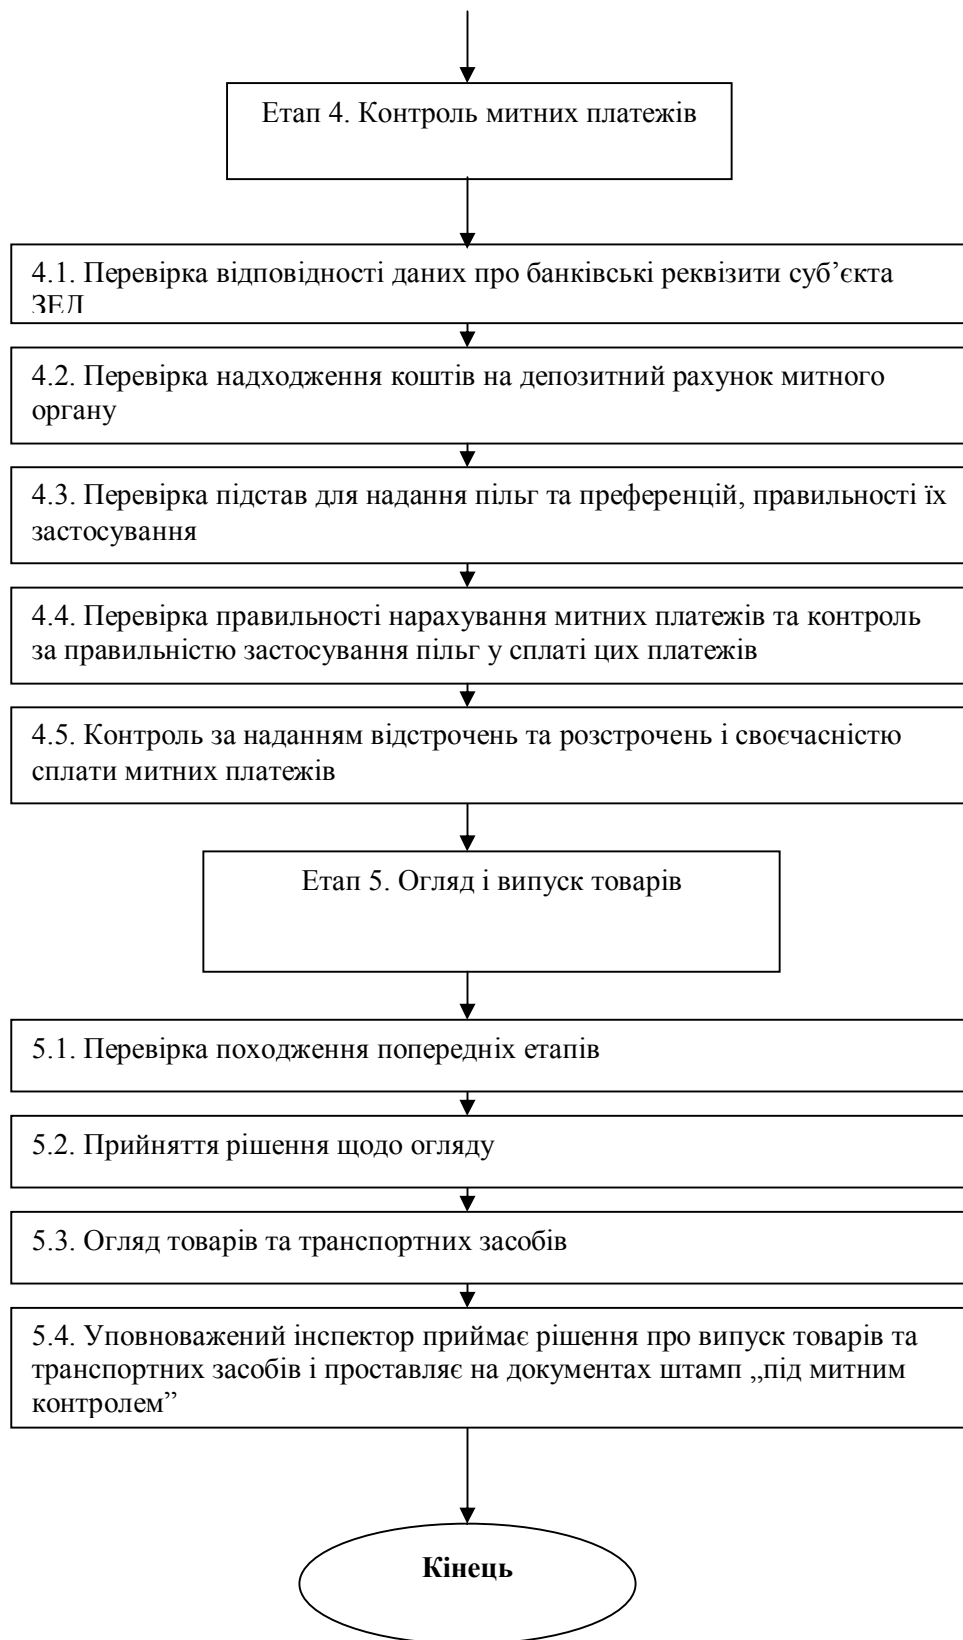 Етап 4. Контроль митних платежів
4.1. Перевірка відповідності даних про банківські реквізити суб’єкта
ЗЕД
4.2. Перевірка надходження коштів на депозитний рахунок митного
органу
4.3. Перевірка підстав для надання пільг та преференцій, правильності їх
застосування
4.4. Перевірка правильності нарахування митних платежів та контроль
за правильністю застосування пільг у сплаті цих платежів
4.5. Контроль за наданням відстрочень та розстрочень і своєчасністю
сплати митних платежів
Етап 5. Огляд і випуск товарів
5.1. Перевірка походження попередніх етапів
5.2. Прийняття рішення щодо огляду
5.3. Огляд товарів та транспортних засобів
5.4. Уповноважений інспектор приймає рішення про випуск товарів та
транспортних засобів і проставляє на документах штамп „під митним
контролем”
Кінець